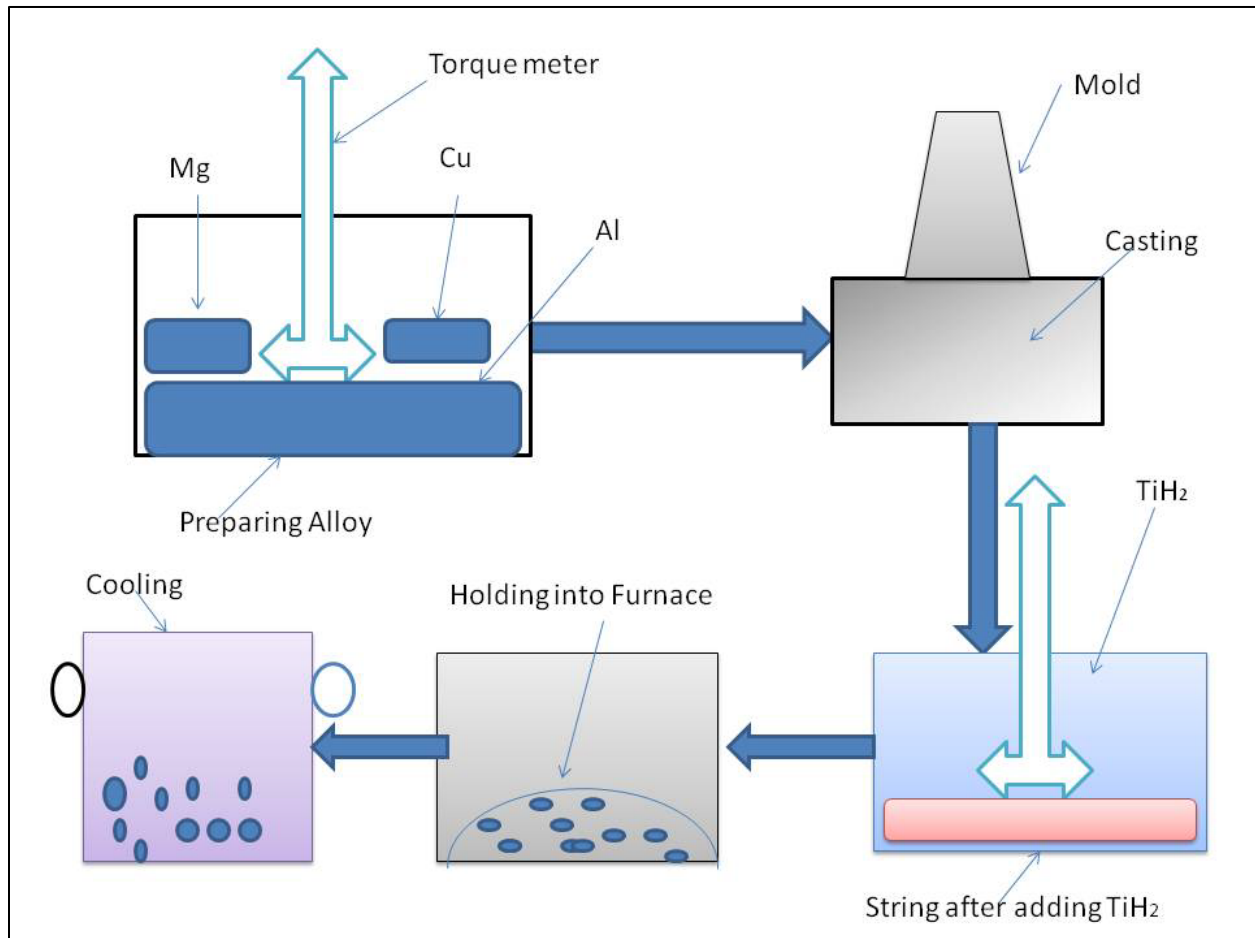 Torque meter
Mold
Mg
Cu
Al
Casting
Preparing Alloy
TiH₂
Cooling
Holding into Furnace
String after adding TiH₂